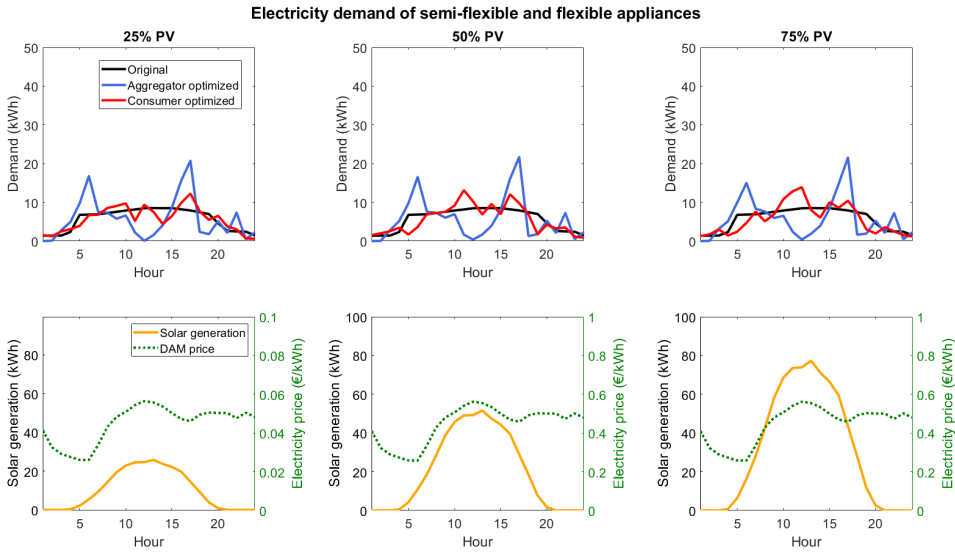 Electricity demand of semi-flexible and flexible appliances
25% PV
50
40
30
20
10
0
Demand (kWh)
Original
Aggregator optimized
Consumer optimized
5 10 15 20
Hour
50% PV
50
40
30
20
10
0
Demand (kWh)
5 10 15 20
Hour
75% PV
50
40
30
20
10
0
Demand (kWh)
5 10 15 20
Hour
80
60
40
20
0
Solar generation (kWh)
Solar generation
DAM price
0.1
0.08
0.06
0.04
0.02
0
Electricity price (€/kWh)
5 10 15 20
Hour
100
80
60
40
20
0
Solar generation (kWh)
1
0.8
0.6
0.4
0.2
0
Electricity price (€/kWh)
5 10 15 20
Hour
100
80
60
40
20
0
Solar generation (kWh)
1
0.8
0.6
0.4
0.2
0
Electricity price (€/kWh)
5 10 15 20
Hour